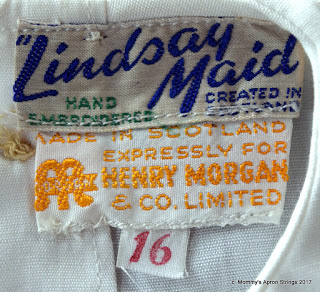 "Lindsay
Maid
HAND
EMBROIDERED
CREATED IN
SCOTLAND
MADE IN SCOTLAND
EXPRESSLY FOR
HENRY MORGAN
& CO. LIMITED
16
c. Mommy's Apron Strings 2017